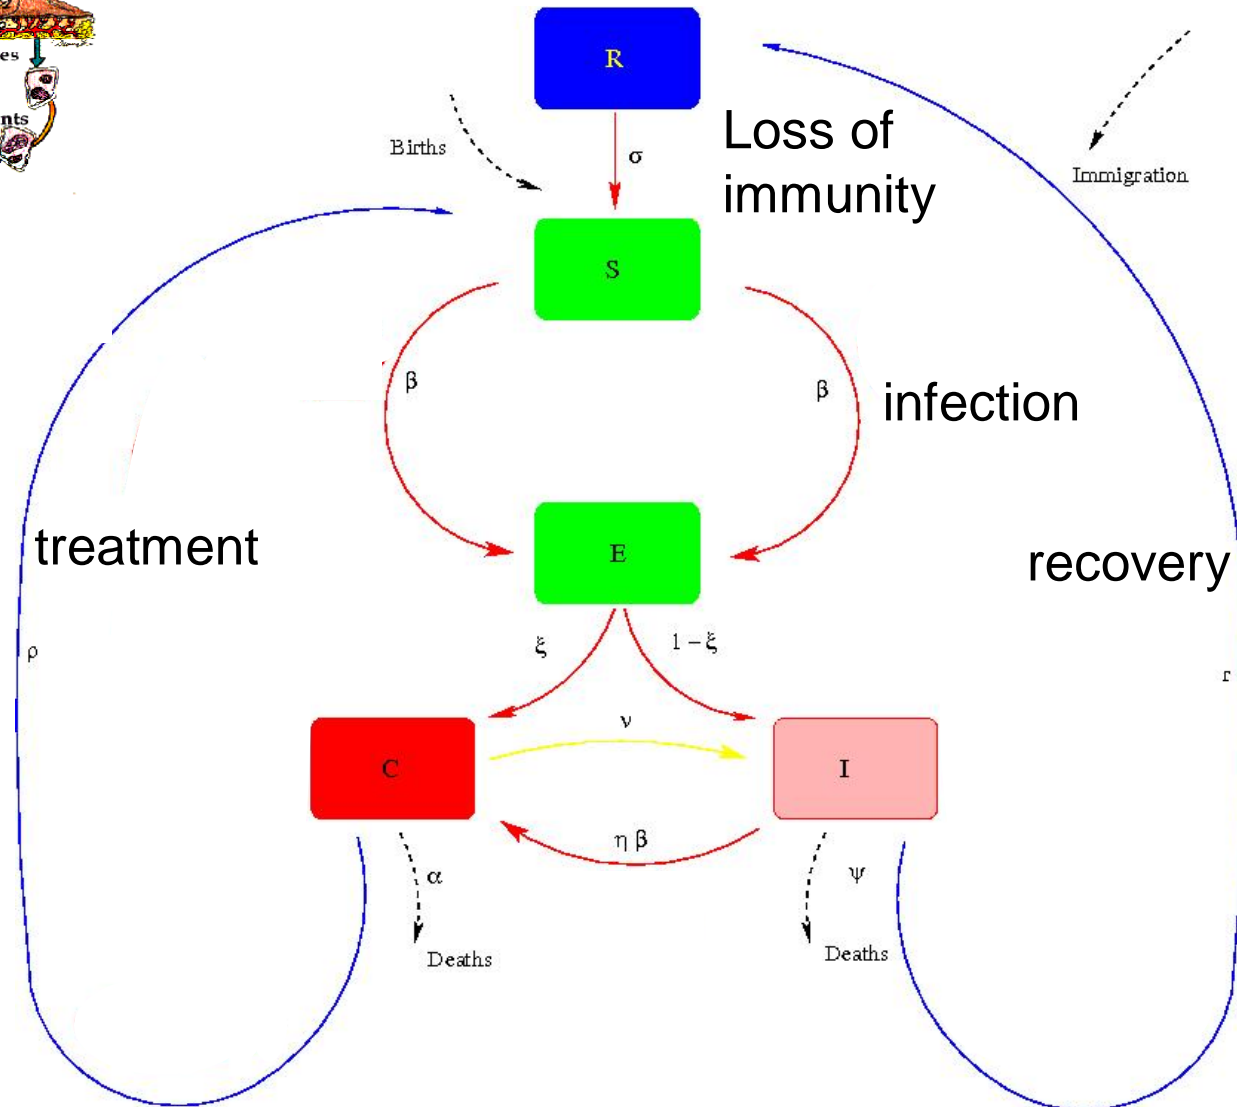 R
Loss of
immunity
Births
σ
Immigration
S
β
β
infection
treatment
E
recovery
ξ
1 − ξ
ρ
r
ν
C
I
η β
α
ψ
Deaths
Deaths